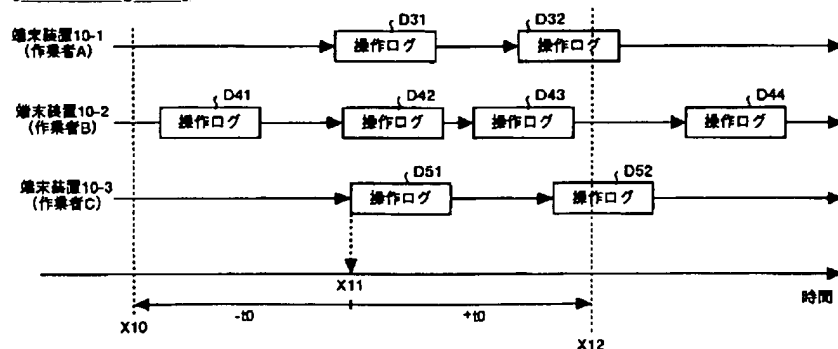 端末装置10-1
(作業者A)
D31
操作ログ
D32
操作ログ
端末装置10-2
(作業者B)
D41
操作ログ
D42
操作ログ
D43
操作ログ
D44
操作ログ
端末装置10-3
(作業者C)
D51
操作ログ
D52
操作ログ
X11
時間
X10
-t0
+t0
X12